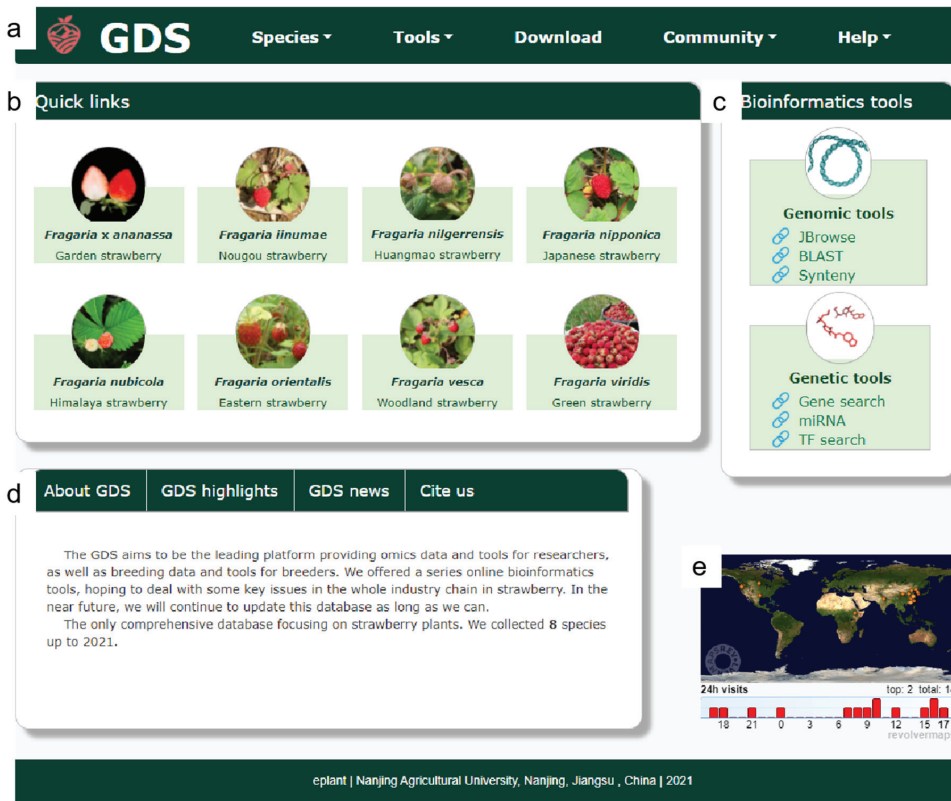 a
GDS
Species
Tools
Download
Community
Help
b
Quick links
Fragaria x ananassa
Garden strawberry
Fragaria iinumae
Nougou strawberry
Fragaria nilgerrensis
Huangmao strawberry
Fragaria nipponica
Japanese strawberry
Fragaria nubicola
Himalaya strawberry
Fragaria orientalis
Eastern strawberry
Fragaria vesca
Woodland strawberry
Fragaria viridis
Green strawberry
c
Bioinformatics tools
Genomic tools
JBrowse
BLAST
Synteny
Genetic tools
Gene search
miRNA
TF search
d
About GDS
GDS highlights
GDS news
Cite us
The GDS aims to be the leading platform providing omics data and tools for researchers,
as well as breeding data and tools for breeders. We offered a series online bioinformatics
tools, hoping to deal with some key issues in the whole industry chain in strawberry. In the
near future, we will continue to update this database as long as we can.
The only comprehensive database focusing on strawberry plants. We collected 8 species
up to 2021.
e
24h visits
top: 2 total:
18 21 0 3 6 9 12 15 17
revolvermap
eplant | Nanjing Agricultural University, Nanjing, Jiangsu , China | 2021